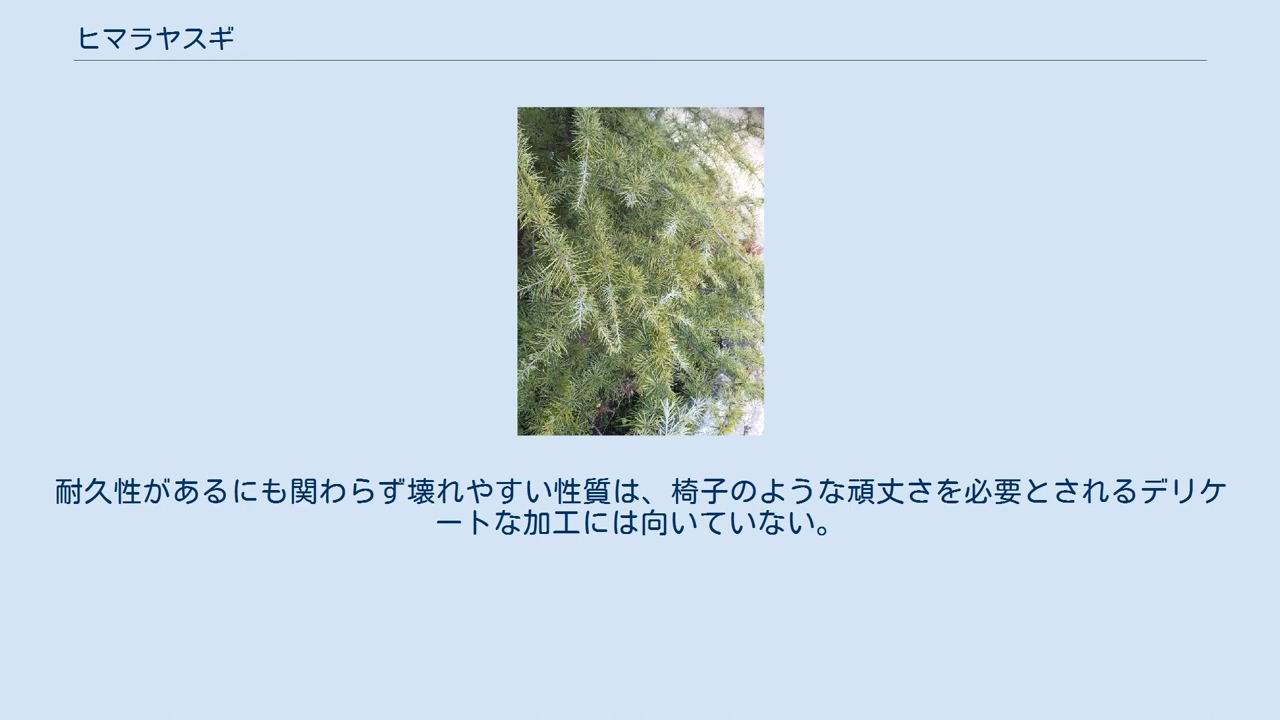 ヒマラヤスギ
耐久性があるにも関わらず壊れやすい性質は、椅子のような頑丈さを必要とされるデリケ
ートな加工には向いていない。